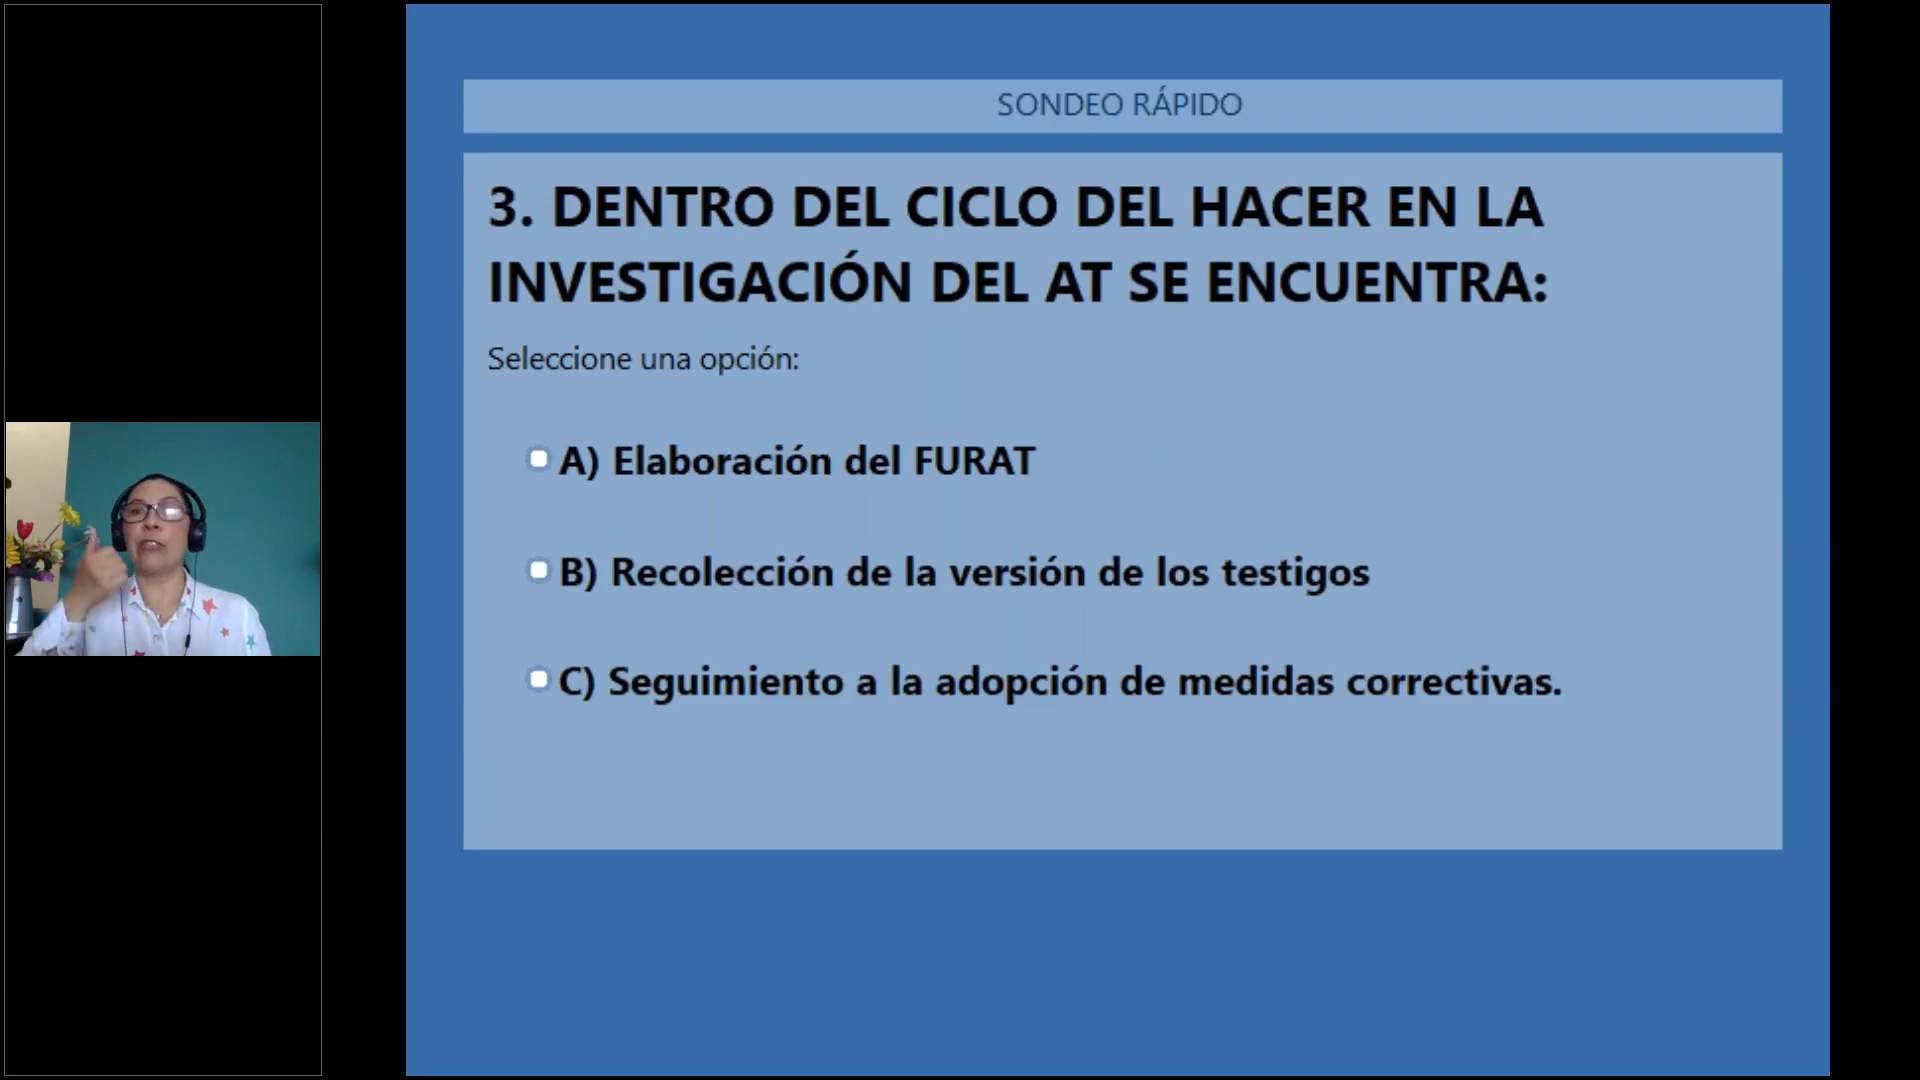 SONDEO RÁPIDO
3. DENTRO DEL CICLO DEL HACER EN LA
INVESTIGACIÓN DEL AT SE ENCUENTRA:
Seleccione una opción:
A) Elaboración del FURAT
B) Recolección de la versión de los testigos
C) Seguimiento a la adopción de medidas correctivas.